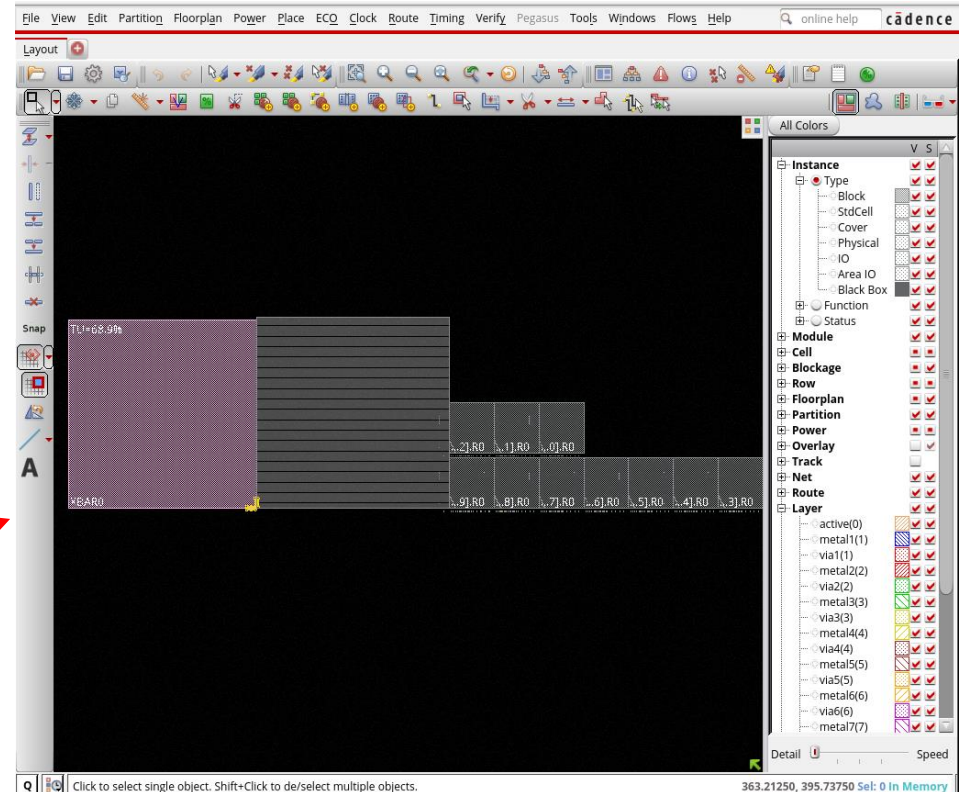 File View Edit Partition Floorplan Power Place ECO Clock Route Timing Verify Pegasus Tools Windows Flows Help
online help
cādence
Layout
All Colors
V S
Instance
Type
Block
StdCell
Cover
Physical
IO
Area IO
Black Box
Function
Status
Module
Cell
Blockage
Row
Floorplan
Partition
Power
Overlay
Track
Net
Route
Layer
active(0)
metal1(1)
via1(1)
metal2(2)
via2(2)
metal3(3)
via3(3)
metal4(4)
via4(4)
metal5(5)
via5(5)
metal6(6)
via6(6)
metal7(7)
Detail Speed
Snap
A
TU=68.9%
...2].R0 ...1].R0 ...0].R0
...9].R0 ...8].R0 ...7].R0 ...6].R0 ...5].R0 ...4].R0 ...3].R0
Q Click to select single object. Shift+Click to de/select multiple objects.
363.21250, 395.73750 Sel: 0 In Memory